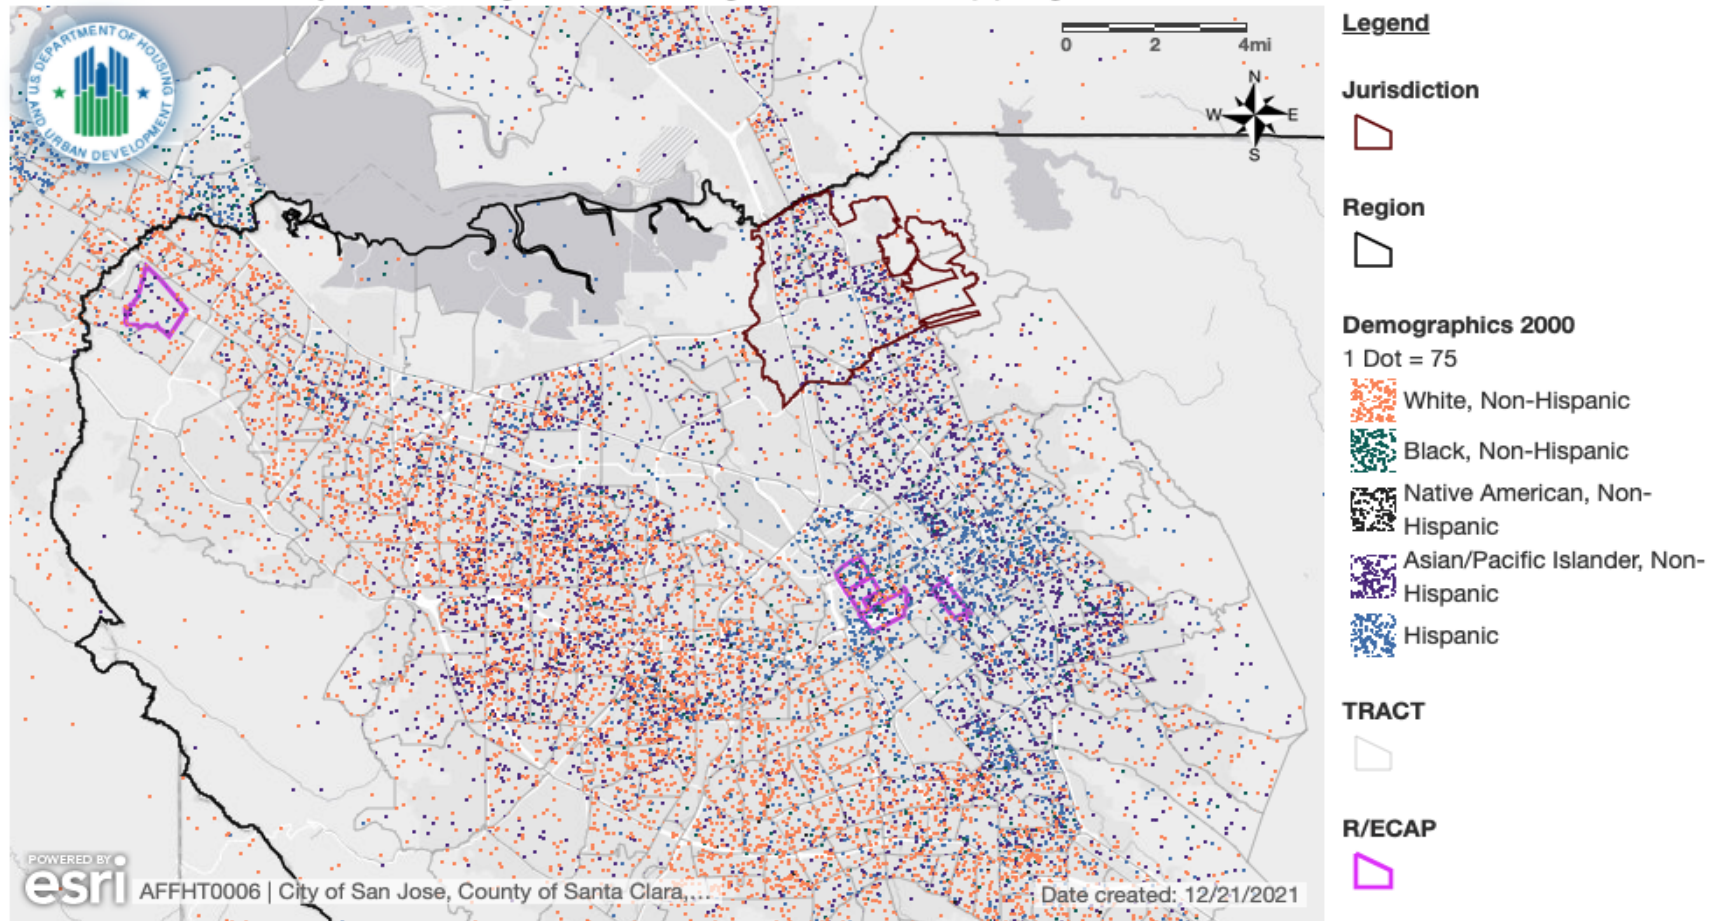 U.S. DEPARTMENT OF HOUSING
AND URBAN DEVELOPMENT
0 2 4mi
N
W E
S
Legend
Jurisdiction
Region
Demographics 2000
1 Dot = 75
White, Non-Hispanic
Black, Non-Hispanic
Native American, Non-
Hispanic
Asian/Pacific Islander, Non-
Hispanic
Hispanic
TRACT
R/ECAP
POWERED BY
esri
AFFHT0006 | City of San Jose, County of Santa Clara,...
Date created: 12/21/2021